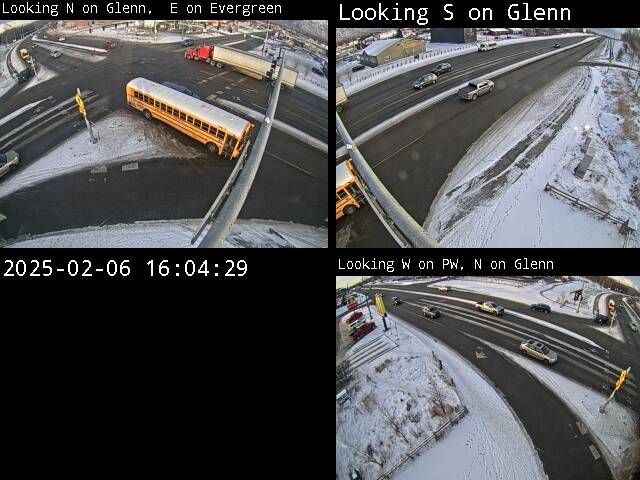 Looking N on Glenn,  E on Evergreen
Looking S on Glenn
2025-02-06 16:04:29
Looking W on PW, N on Glenn